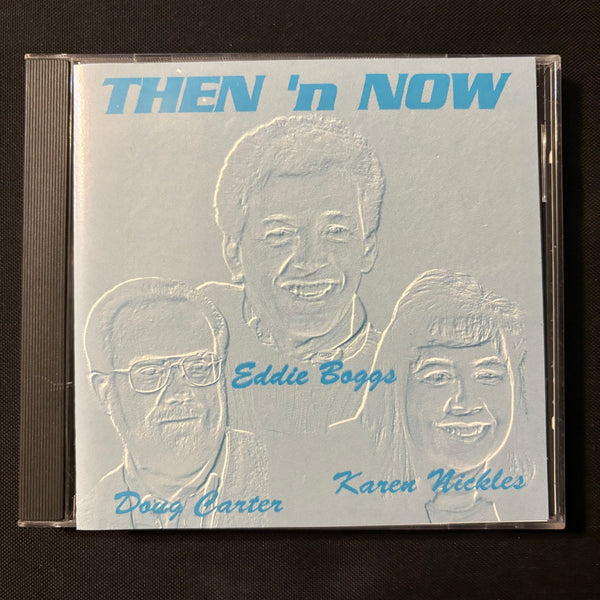 THEN 'n NOW
Eddie Boggs
Karen Nickles
Doug Carter